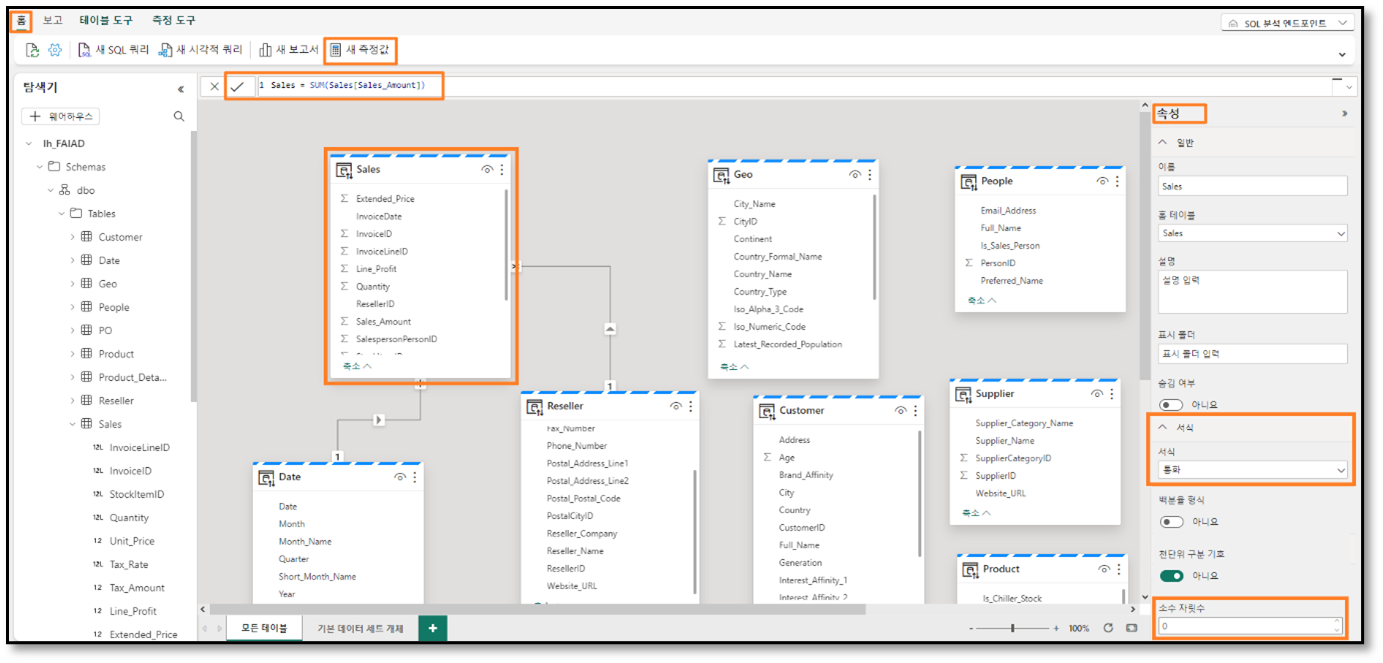 홈 보고 테이블 도구 측정 도구
SQL 분석 엔드포인트
새 SQL 쿼리 새 시각적 쿼리 새 보고서 새 측정값
탐색기
+ 웨어하우스
lh_FAIAD
Schemas
dbo
Tables
Customer
Date
Geo
People
PO
Product
Product_Deta...
Reseller
Sales
12L InvoiceLineID
12L InvoiceID
12L StockItemID
12L Quantity
12 Unit_Price
12L Tax_Rate
12 Tax_Amount
12 Line_Profit
12 Extended_Price
1 Sales = SUM(Sales[Sales_Amount])
Sales
Extended_Price
InvoiceDate
InvoiceID
InvoiceLineID
Line_Profit
Quantity
ResellerID
Sales_Amount
SalespersonPersonID
축소
Geo
City_Name
CityID
Continent
Country_Formal_Name
Country_Name
Country_Type
Iso_Alpha_3_Code
Iso_Numeric_Code
Latest_Recorded_Population
축소
People
Email_Address
Full_Name
Is_Sales_Person
PersonID
Preferred_Name
축소
1
1
Date
Date
Month
Month_Name
Quarter
Short_Month_Name
Year
Reseller
Fax_Number
Phone_Number
Postal_Address_Line1
Postal_Address_Line2
Postal_Postal_Code
PostalCityID
Reseller_Company
Reseller_Name
ResellerID
Website_URL
Customer
Address
Age
Brand_Affinity
City
Country
CustomerID
Full_Name
Generation
Interest_Affinity_1
Interest_Affinity_2
Supplier
Supplier_Category_Name
Supplier_Name
SupplierCategoryID
SupplierID
Website_URL
축소
Product
Is_Chiller_Stock
모든 테이블 기본 데이터 세트 개체 +
- + 100%
속성
일반
이름
Sales
홈 테이블
Sales
설명
설명 입력
표시 폴더
표시 폴더 입력
숨김 여부
아니요
서식
서식
통화
백분율 형식
아니요
천단위 구분 기호
아니요
소수 자릿수
0